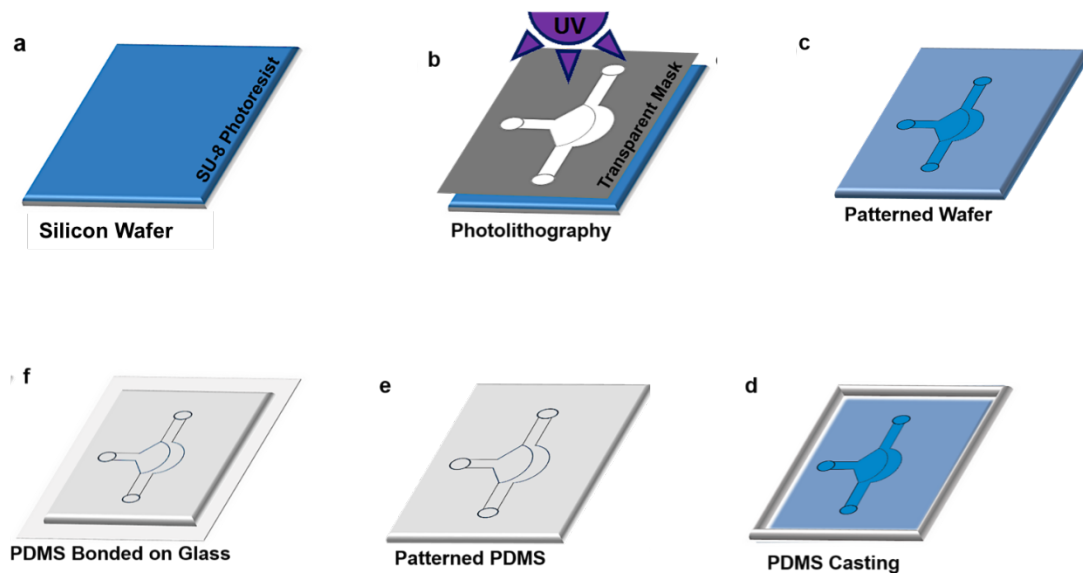 a
SU-8 Photoresist
Silicon Wafer
b
UV
Transparent Mask
Photolithography
c
Patterned Wafer
f
PDMS Bonded on Glass
e
Patterned PDMS
d
PDMS Casting